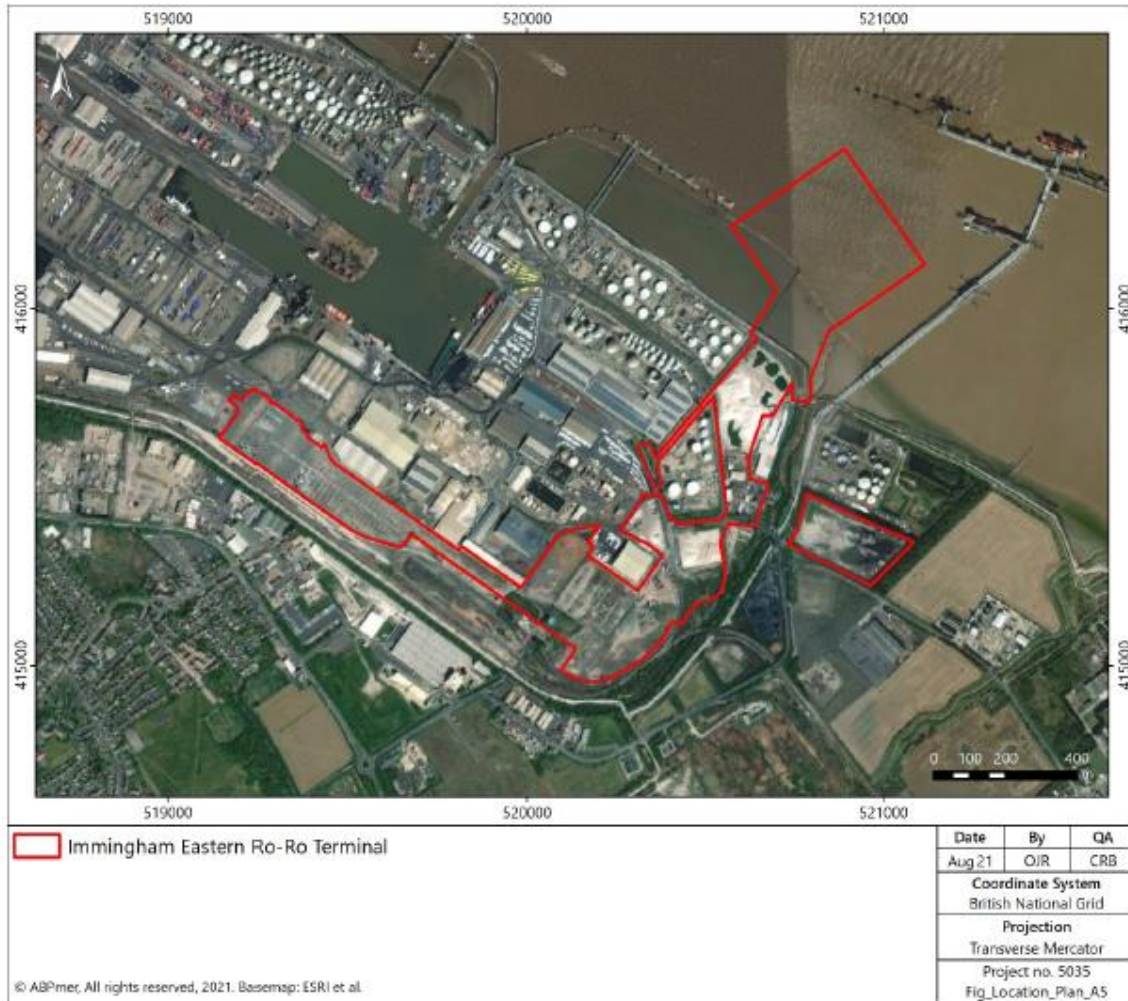 519000 520000 521000
416000 416000
415000 415000
0 100 200 400
519000 520000 521000
Immingham Eastern Ro-Ro Terminal
Date By QA
Aug 21 OJR CRB
Coordinate System
British National Grid
Projection
Transverse Mercator
Project no. 5035
Fig_Location_Plan_A5
© ABPmer, All rights reserved, 2021. Basemap: ESRI et al.